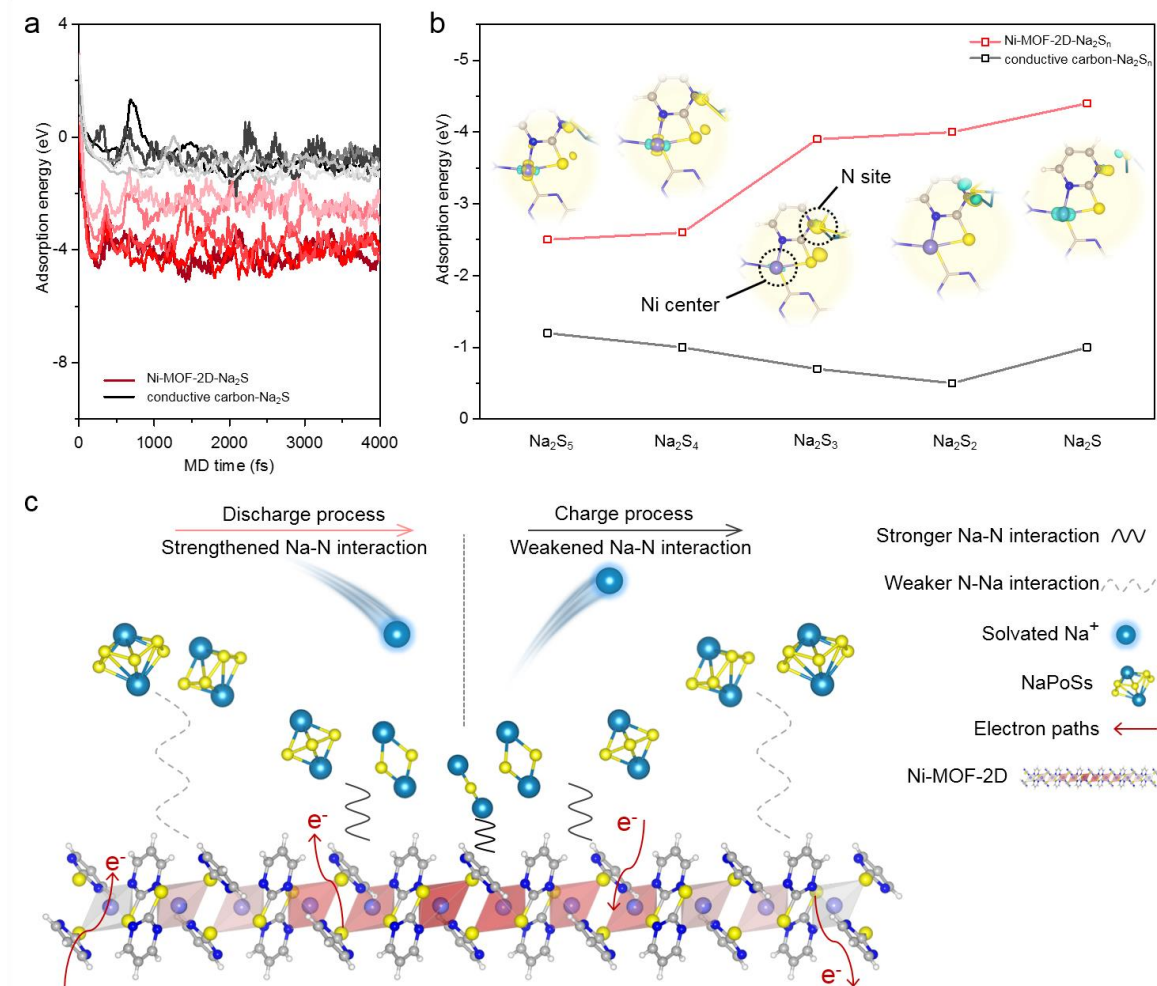 a
4
0
-4
-8
Adsorption energy (eV)
Ni-MOF-2D-Na₂S
conductive carbon-Na₂S
0
1000
2000
3000
4000
MD time (fs)
b
-5
-4
-3
-2
-1
0
Adsorption energy (eV)
Ni-MOF-2D-Na₂Sₙ
conductive carbon-Na₂Sₙ
N site
Ni center
Na₂S₅
Na₂S₄
Na₂S₃
Na₂S₂
Na₂S
c
Discharge process
Strengthened Na-N interaction
Charge process
Weakened Na-N interaction
Stronger Na-N interaction
Weaker N-Na interaction
Solvated Na⁺
NaPoSs
Electron paths
Ni-MOF-2D
e⁻
e⁻
e⁻
e⁻